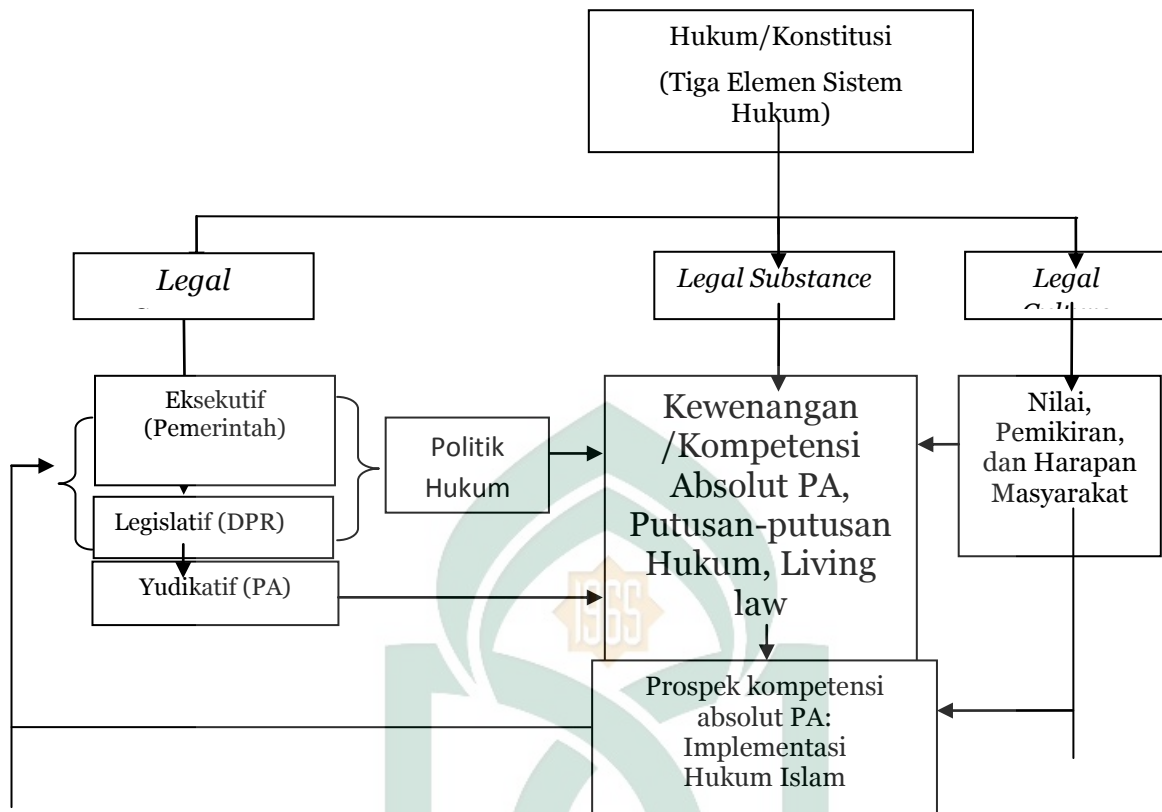 Hukum/Konstitusi
(Tiga Elemen Sistem
Hukum)
Legal
Legal Substance
Legal
Eksekutif
(Pemerintah)
Legislatif (DPR)
Yudikatif (PA)
Politik
Hukum
Kewenangan
/Kompetensi
Absolut PA,
Putusan-putusan
Hukum, Living
law
Nilai,
Pemikiran,
dan Harapan
Masyarakat
1965
Prospek kompetensi
absolut PA:
Implementasi
Hukum Islam